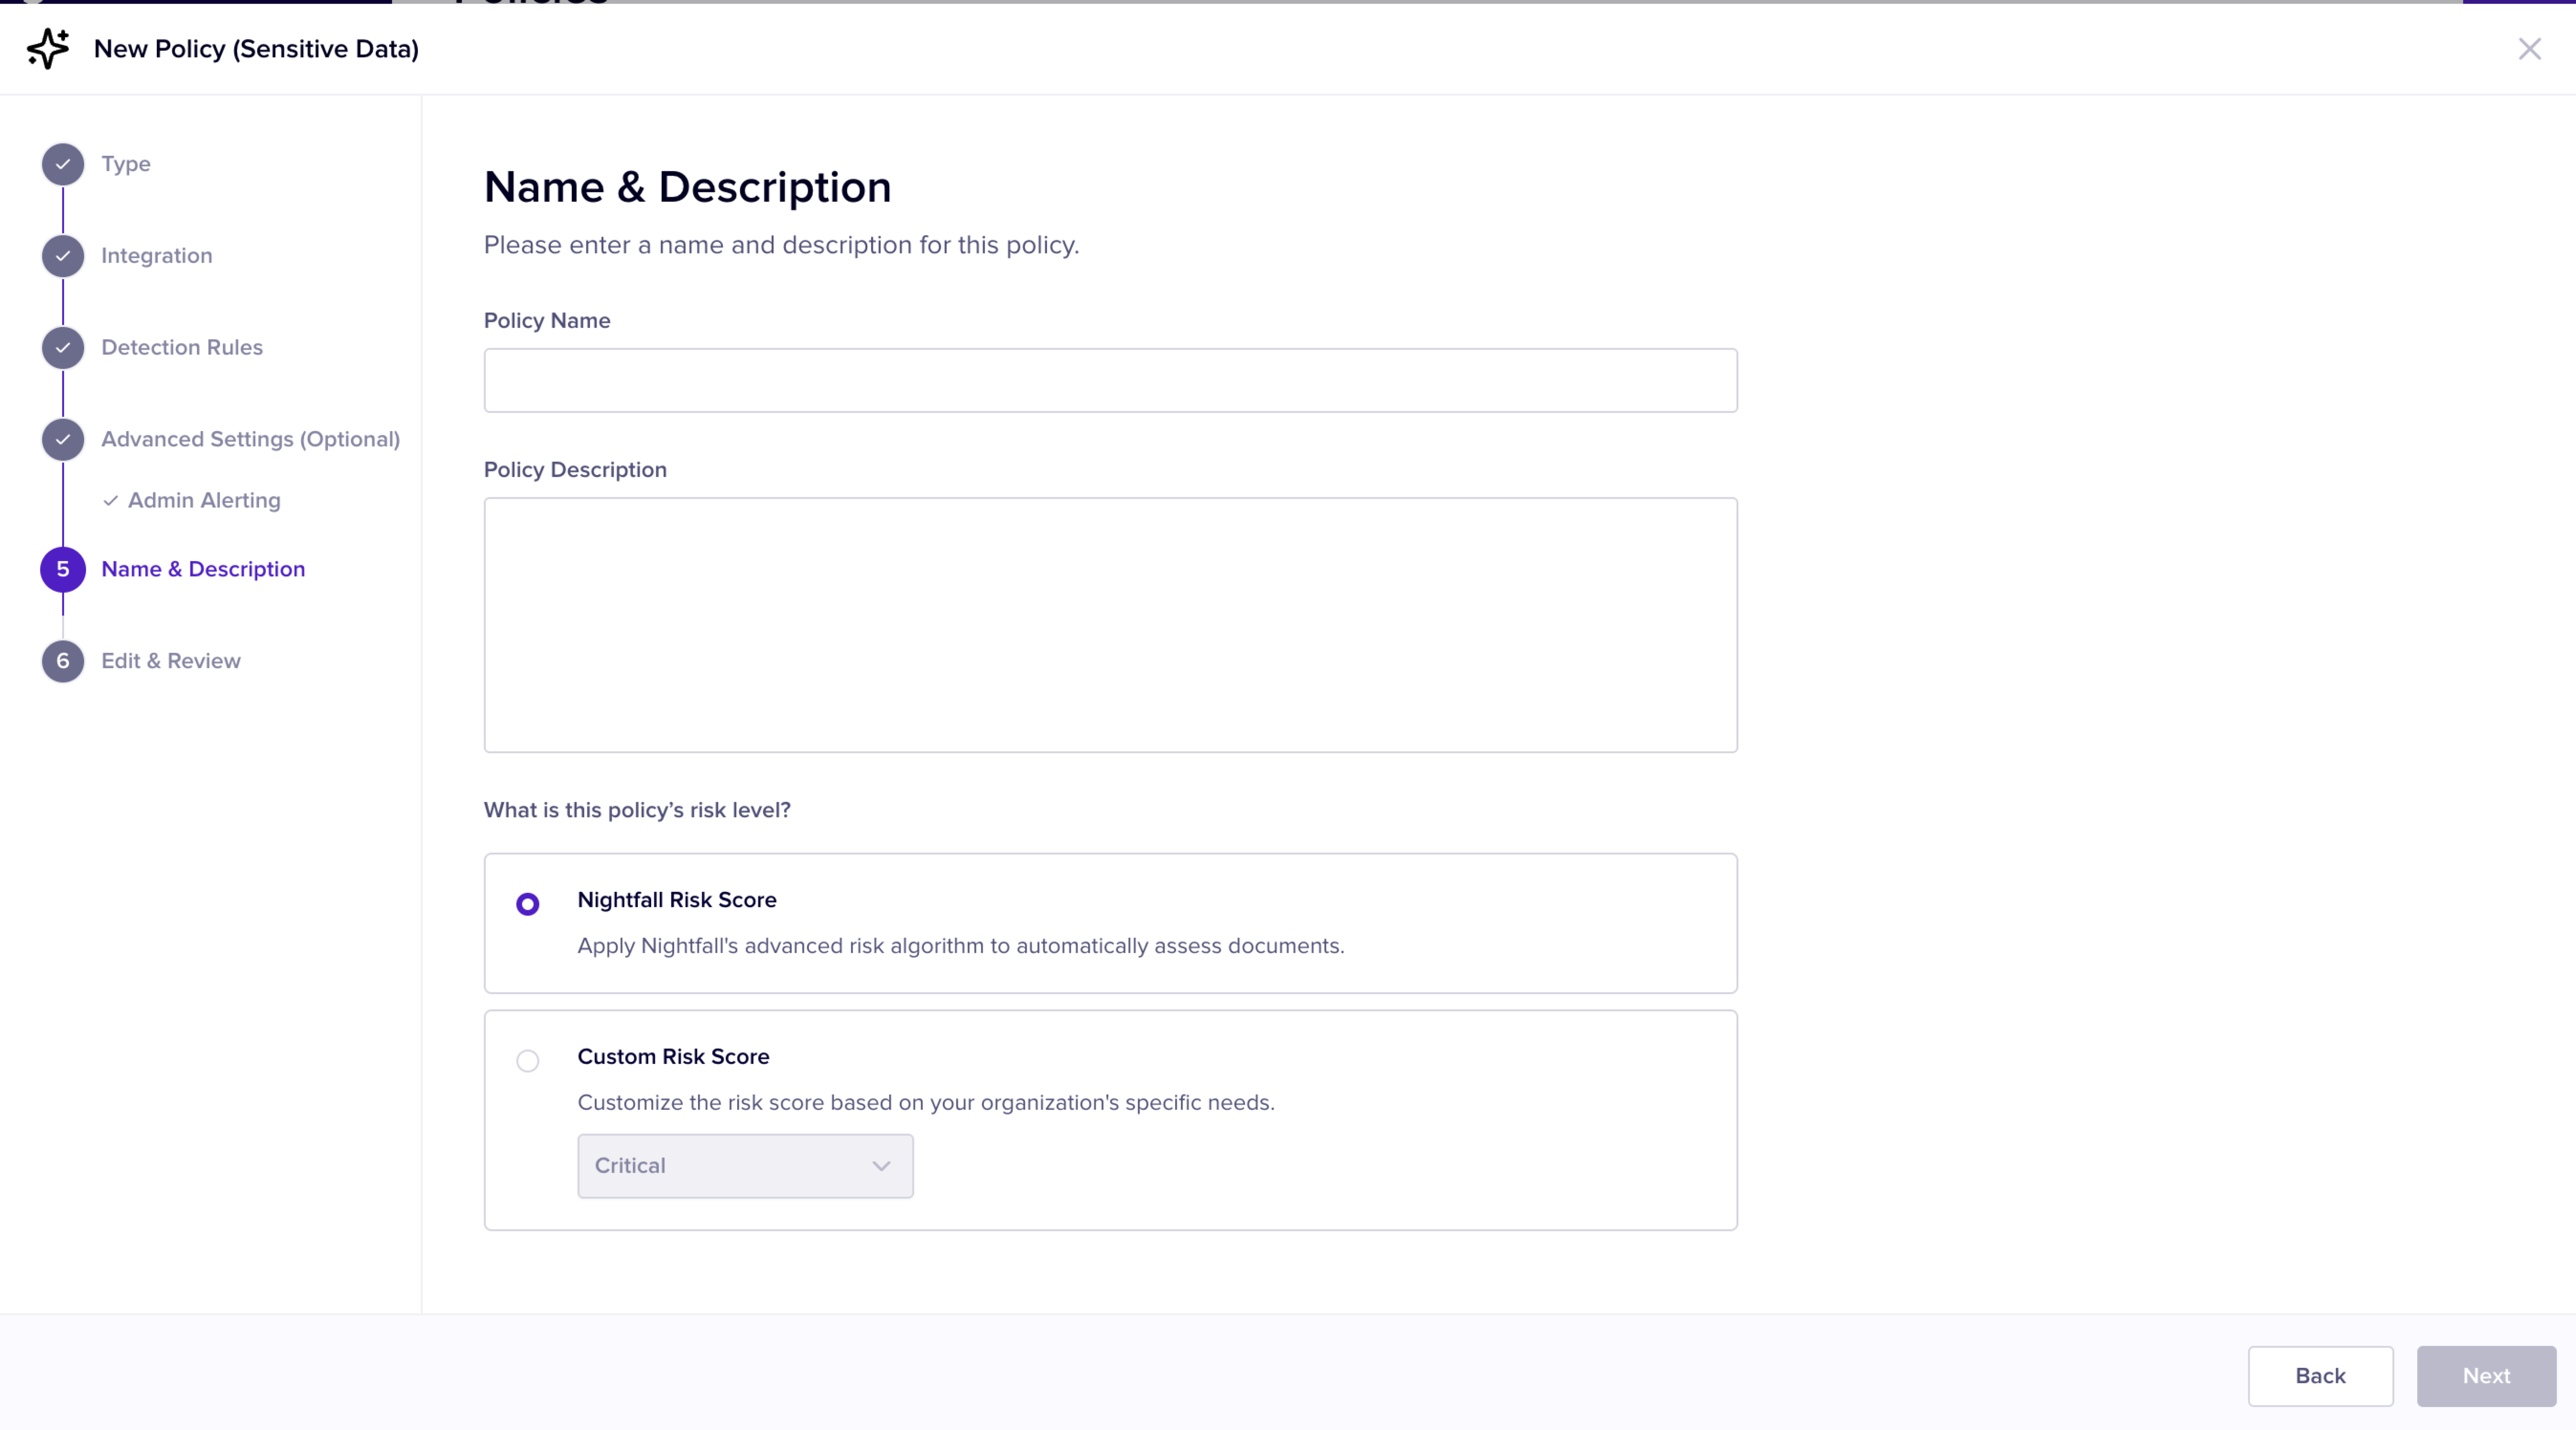 Policies
New Policy (Sensitive Data)
Type
Integration
Detection Rules
Advanced Settings (Optional)
Admin Alerting
5 Name & Description
6 Edit & Review
Name & Description
Please enter a name and description for this policy.
Policy Name
Policy Description
What is this policy’s risk level?
Nightfall Risk Score
Apply Nightfall's advanced risk algorithm to automatically assess documents.
Custom Risk Score
Customize the risk score based on your organization's specific needs.
Critical
Back
Next